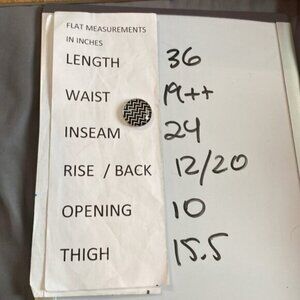 FLAT MEASUREMENTS
IN INCHES
LENGTH 36
WAIST 19++
INSEAM 24
RISE / BACK 12/20
OPENING 10
THIGH 15.5